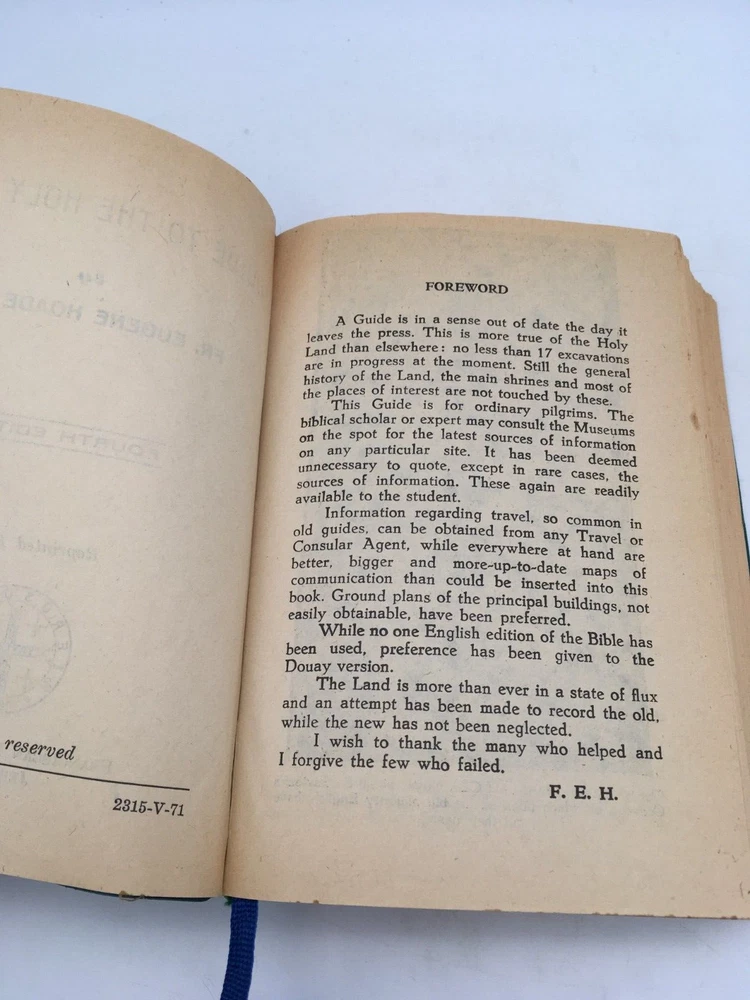 reserved
2315-V-71
FOREWORD
A Guide is in a sense out of date the day it
leaves the press. This is more true of the Holy
Land than elsewhere: no less than 17 excavations
are in progress at the moment. Still the general
history of the Land, the main shrines and most of
the places of interest are not touched by these.
This Guide is for ordinary pilgrims. The
biblical scholar or expert may consult the Museums
on the spot for the latest sources of information
on any particular site. It has been deemed
unnecessary to quote, except in rare cases, the
sources of information. These again are readily
available to the student.
Information regarding travel, so common in
old guides, can be obtained from any Travel or
Consular Agent, while everywhere at hand are
better, bigger and more-up-to-date maps of
communication than could be inserted into this
book. Ground plans of the principal buildings, not
easily obtainable, have been preferred.
While no one English edition of the Bible has
been used, preference has been given to the
Douay version.
The Land is more than ever in a state of flux
and an attempt has been made to record the old,
while the new has not been neglected.
I wish to thank the many who helped and
I forgive the few who failed.
F. E. H.